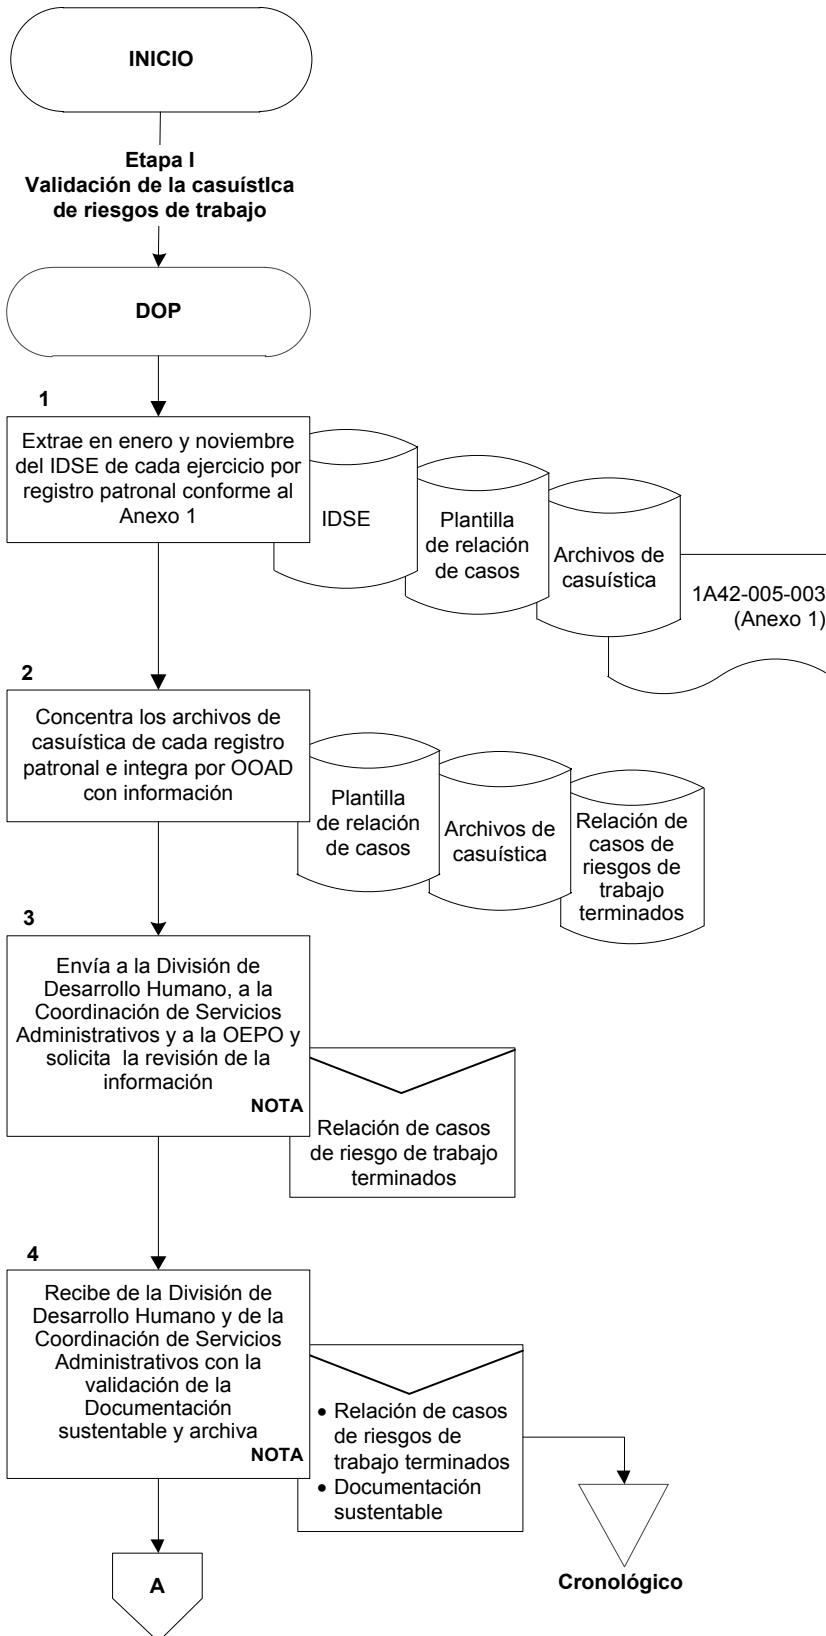 INICIO
Etapa I
Validación de la casuístIca
de riesgos de trabajo
DOP
1
Extrae en enero y noviembre
del IDSE de cada ejercicio por
registro patronal conforme al
Anexo 1
IDSE
Plantilla
de relación
de casos
Archivos de
casuística
1A42-005-003
(Anexo 1)
2
Concentra los archivos de
casuística de cada registro
patronal e integra por OOAD
con información
Plantilla
de relación
de casos
Archivos de
casuística
Relación de
casos de
riesgos de
trabajo
terminados
3
Envía a la División de
Desarrollo Humano, a la
Coordinación de Servicios
Administrativos y a la OEPO y
solicita la revisión de la
información
NOTA
Relación de casos
de riesgo de trabajo
terminados
4
Recibe de la División de
Desarrollo Humano y de la
Coordinación de Servicios
Administrativos con la
validación de la
Documentación
sustentable y archiva
NOTA
• Relación de casos
de riesgos de
trabajo terminados
• Documentación
sustentable
Cronológico
A